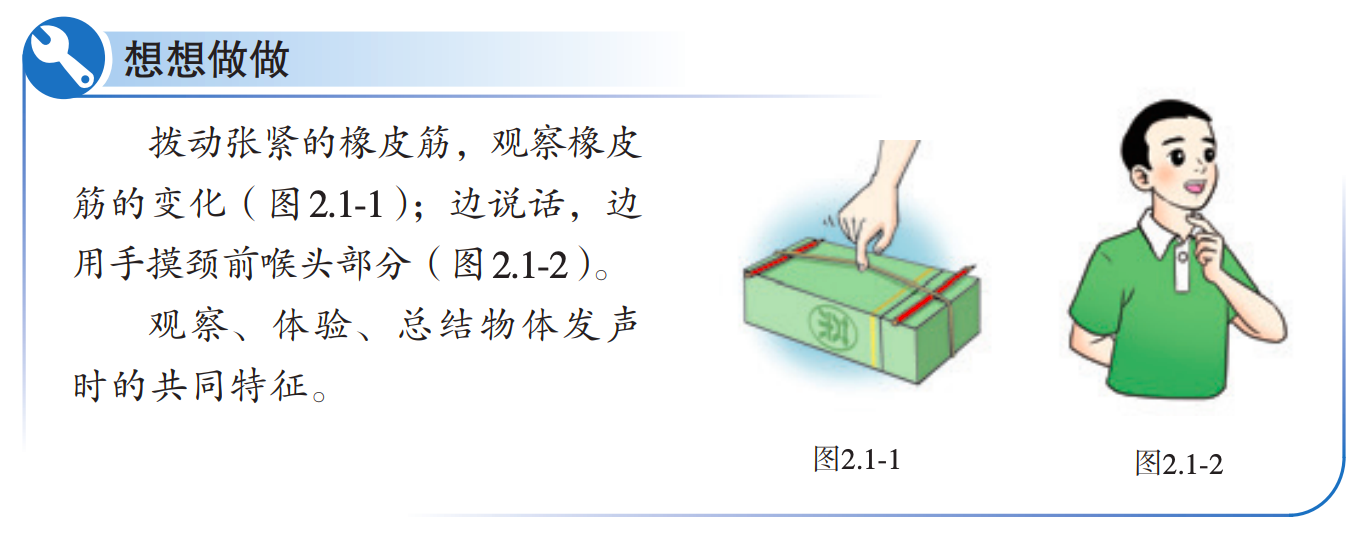 想想做做
拨动张紧的橡皮筋，观察橡皮
筋的变化（图2.1-1）；边说话，边
用手摸颈前喉头部分（图2.1-2）。
观察、体验、总结物体发声
时的共同特征。
图2.1-1
图2.1-2